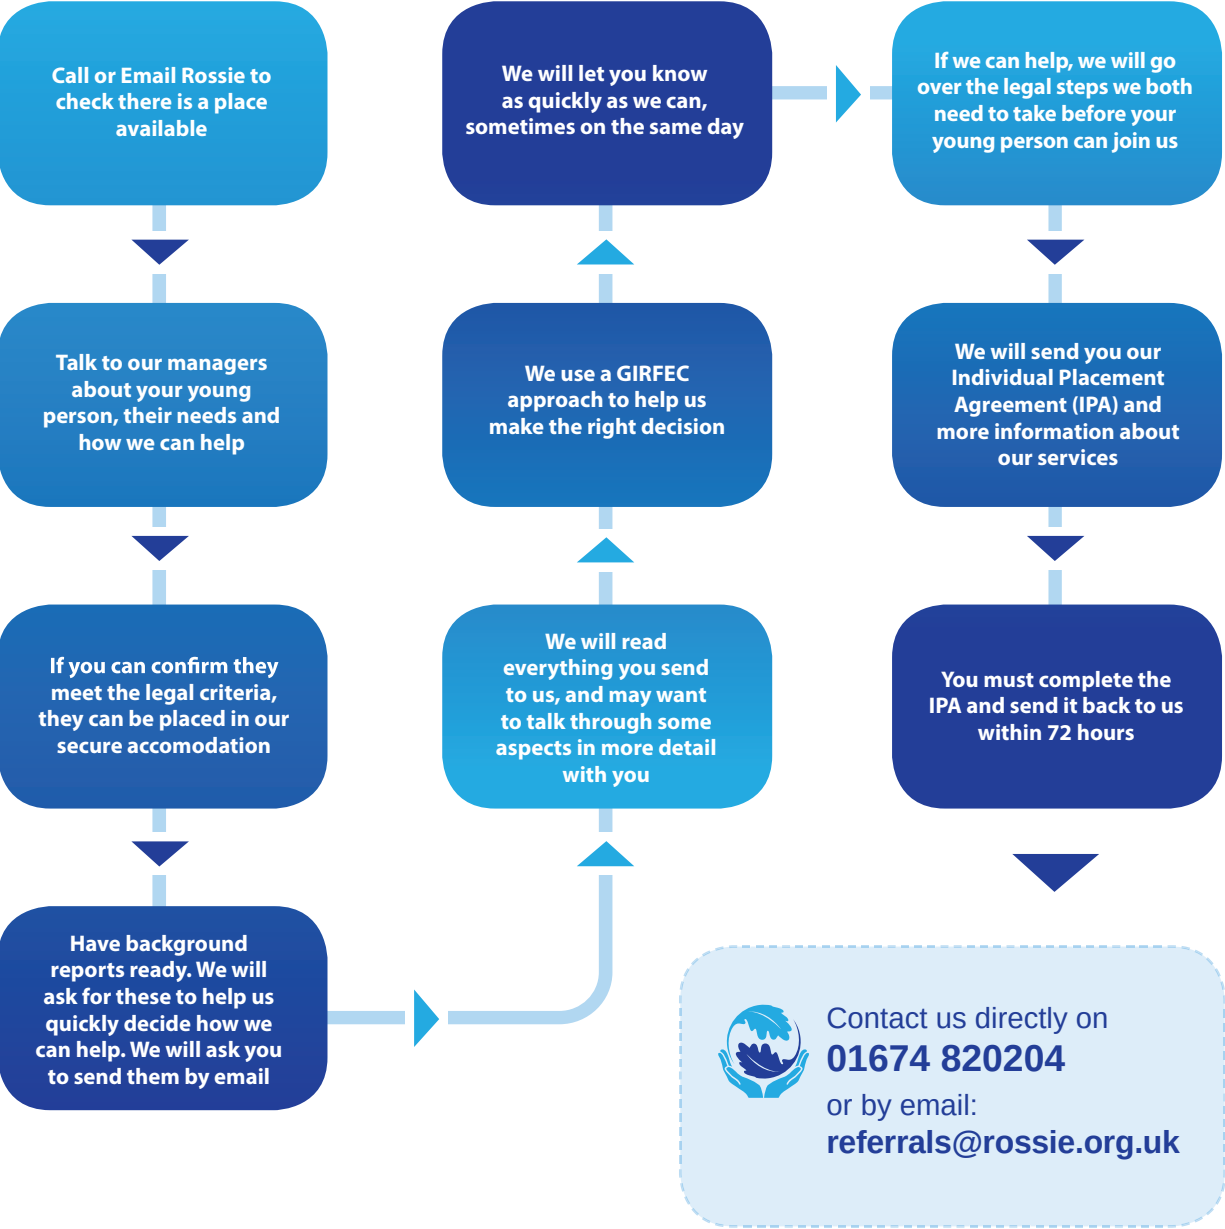 Call or Email Rossie to
check there is a place
available
Talk to our managers
about your young
person, their needs and
how we can help
If you can confirm they
meet the legal criteria,
they can be placed in our
secure accomodation
Have background
reports ready. We will
ask for these to help us
quickly decide how we
can help. We will ask you
to send them by email
We will read
everything you send
to us, and may want
to talk through some
aspects in more detail
with you
We use a GIRFEC
approach to help us
make the right decision
We will let you know
as quickly as we can,
sometimes on the same day
If we can help, we will go
over the legal steps we both
need to take before your
young person can join us
We will send you our
Individual Placement
Agreement (IPA) and
more information about
our services
You must complete the
IPA and send it back to us
within 72 hours
Contact us directly on
01674 820204
or by email:
referrals@rossie.org.uk